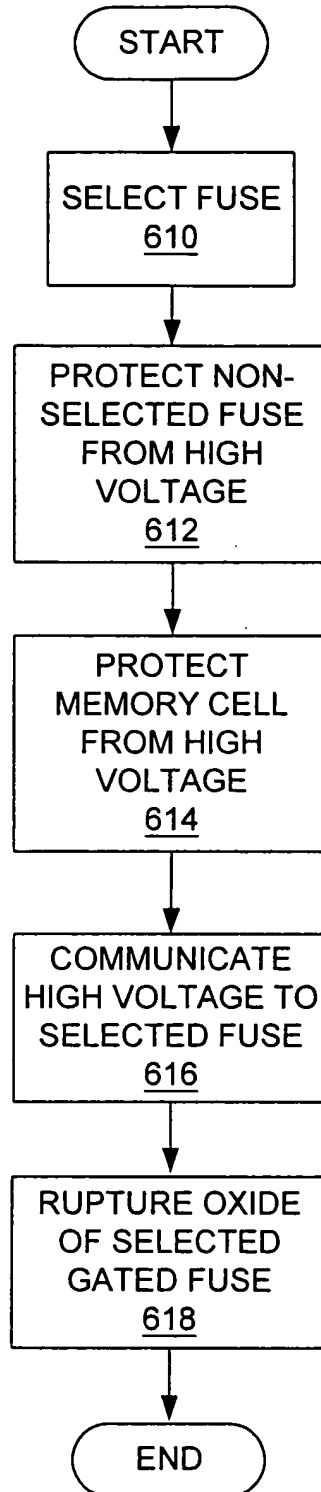 START
SELECT FUSE
610
PROTECT NON-
SELECTED FUSE
FROM HIGH
VOLTAGE
612
PROTECT
MEMORY CELL
FROM HIGH
VOLTAGE
614
COMMUNICATE
HIGH VOLTAGE TO
SELECTED FUSE
616
RUPTURE OXIDE
OF SELECTED
GATED FUSE
618
END